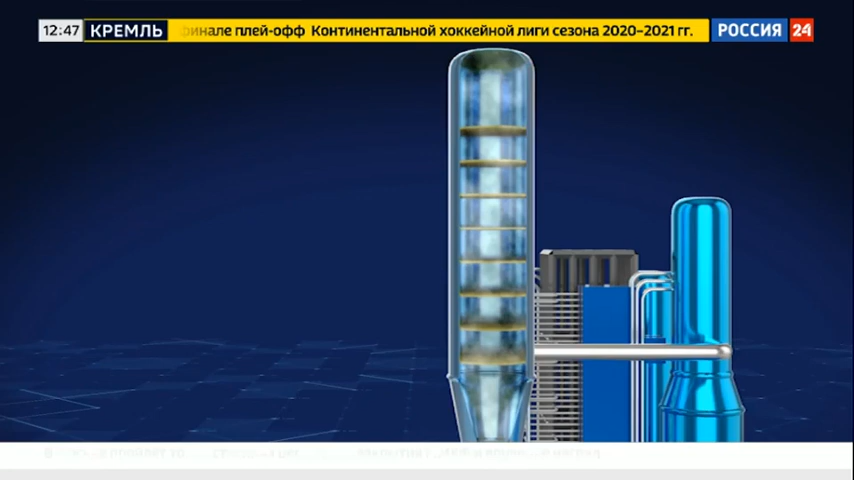 12:47 КРЕМЛЬ финале плей-офф Континентальной хоккейной лиги сезона 2020–2021 гг. РОССИЯ 24